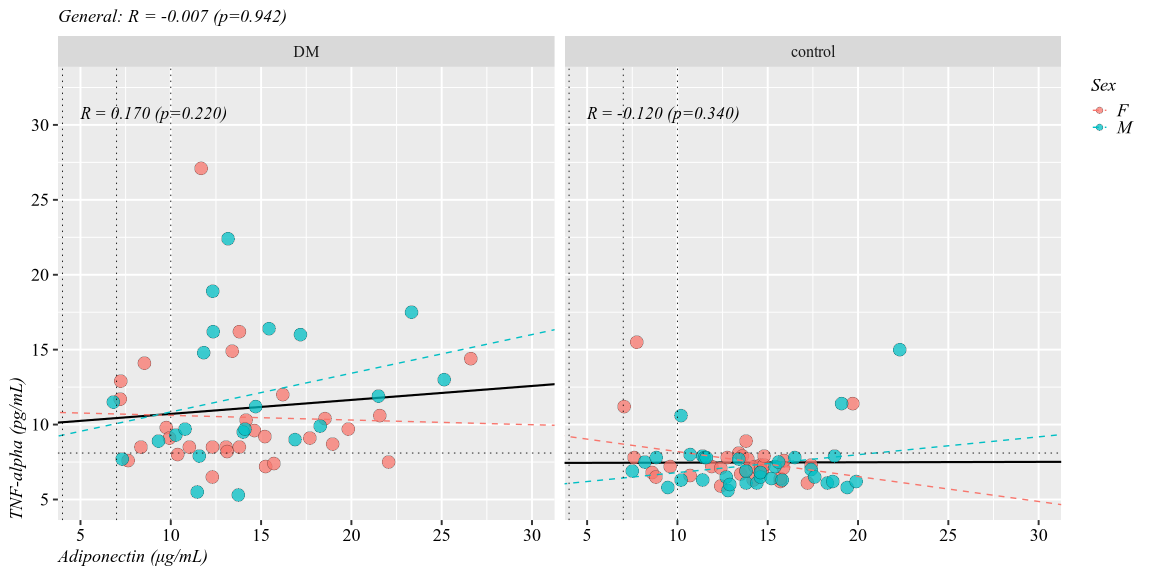 General: R = -0.007 (p=0.942)
DM
control
R = 0.170 (p=0.220)
R = -0.120 (p=0.340)
Sex
F
M
30
25
20
15
10
5
TNF-alpha (pg/mL)
5 10 15 20 25 30
5 10 15 20 25 30
Adiponectin (µg/mL)